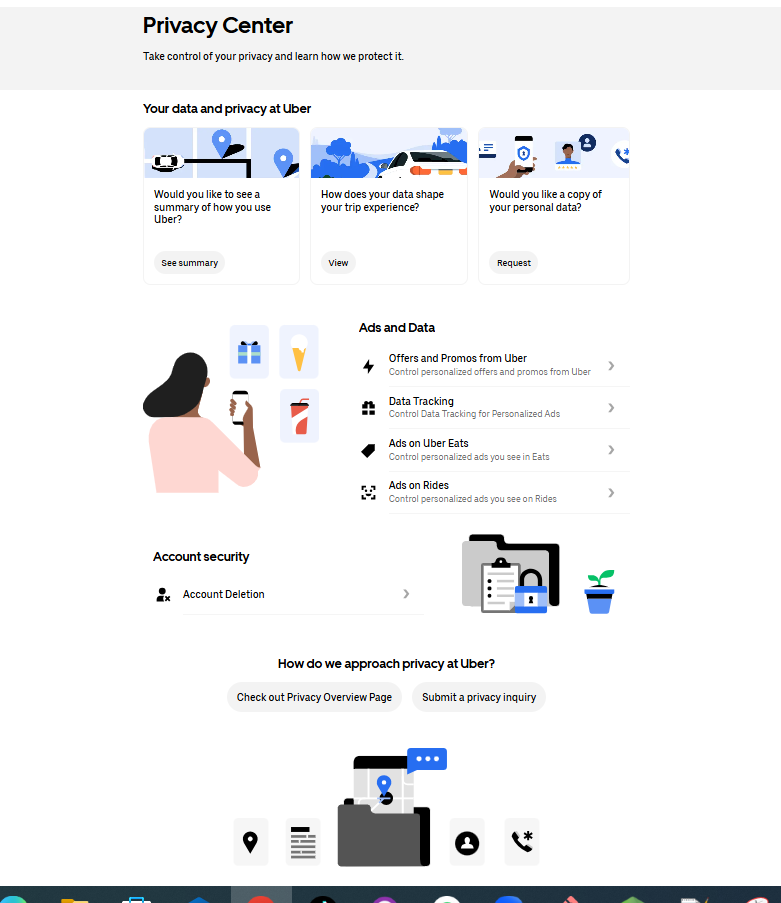 Privacy Center
Take control of your privacy and learn how we protect it.
Your data and privacy at Uber
Would you like to see a
summary of how you use
Uber?
See summary
How does your data shape
your trip experience?
View
Would you like a copy of
your personal data?
Request
Ads and Data
Offers and Promos from Uber
Control personalized offers and promos from Uber
Data Tracking
Control Data Tracking for Personalized Ads
Ads on Uber Eats
Control personalized ads you see in Eats
Ads on Rides
Control personalized ads you see on Rides
Account security
Account Deletion
How do we approach privacy at Uber?
Check out Privacy Overview Page
Submit a privacy inquiry